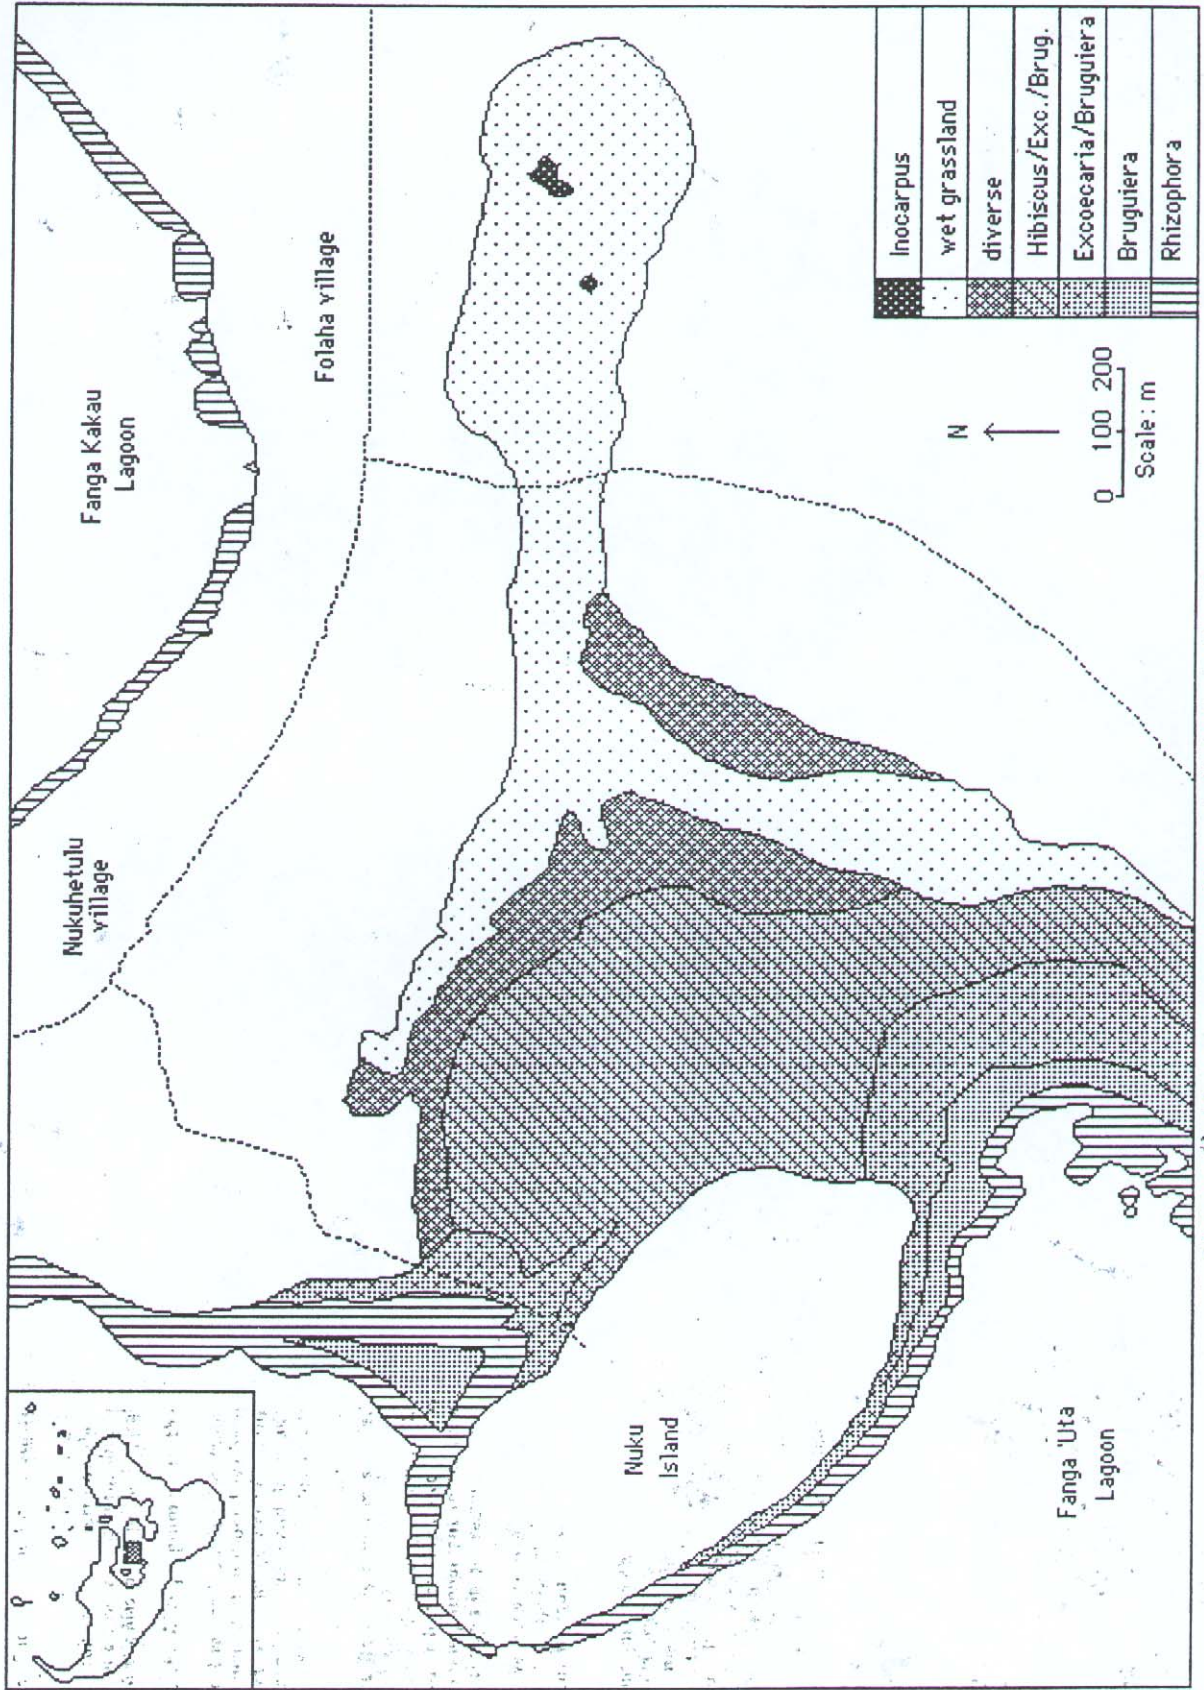 Fanga Kakau
Lagoon
Nukuhetulu
village
Folaha village
Nuku
Island
Fanga 'Uta
Lagoon
N
0 100 200
Scale: m
Inocarpus
wet grassland
diverse
Hibiscus/Exc./Brug.
Excoecaria/Bruguiera
Bruguiera
Rhizophora